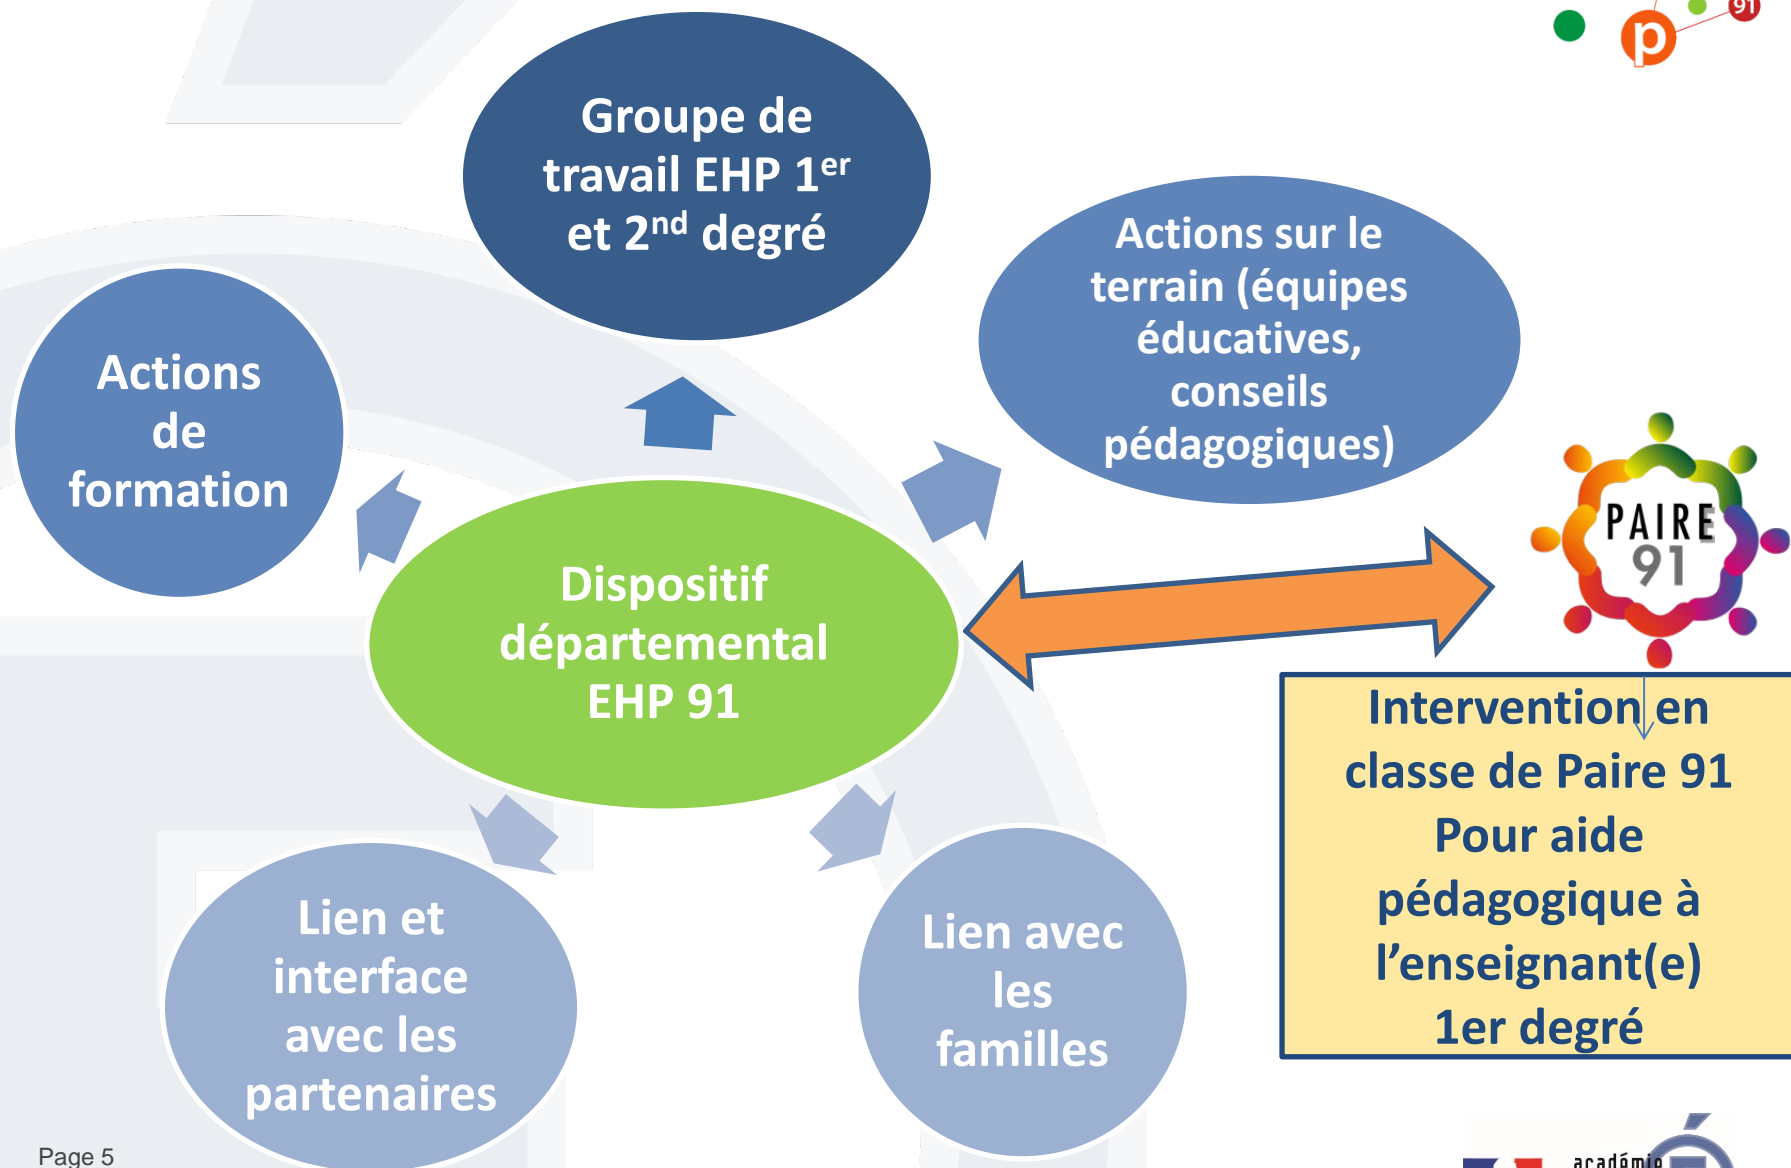 91
p
Groupe de
travail EHP 1er
et 2nd degré
Actions sur le
terrain (équipes
éducatives,
conseils
pédagogiques)
Actions
de
formation
PAIRE
91
Dispositif
départemental
EHP 91
Intervention en
classe de Paire 91
Pour aide
pédagogique à
l’enseignant(e)
1er degré
Lien et
interface
avec les
partenaires
Lien avec
les
familles
Page 5
académie